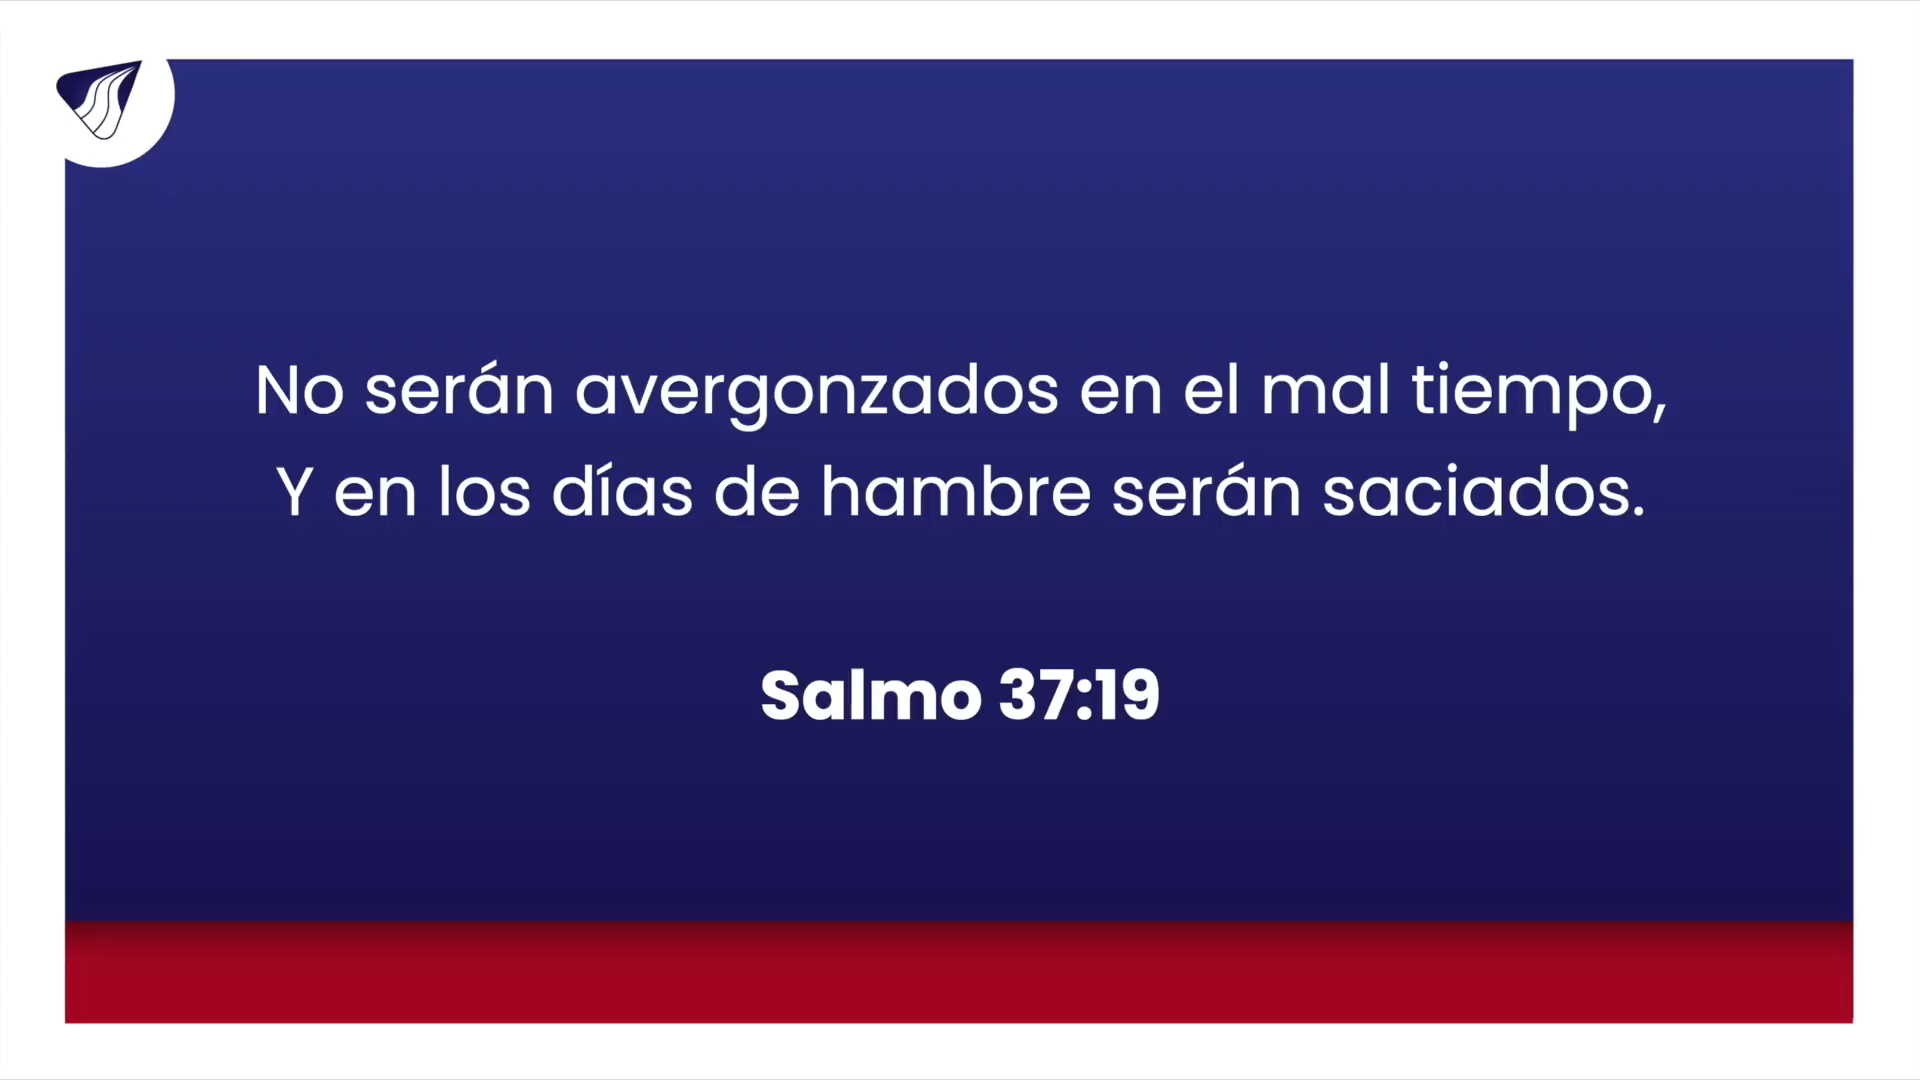 No serán avergonzados en el mal tiempo,
Y en los días de hambre serán saciados.
Salmo 37:19